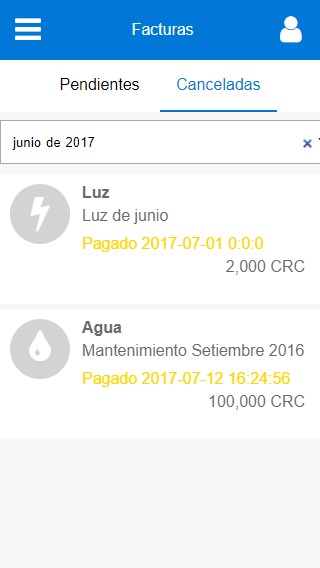 Facturas
Pendientes Canceladas
junio de 2017
Luz
Luz de junio
Pagado 2017-07-01 0:0:0
2,000 CRC
Agua
Mantenimiento Setiembre 2016
Pagado 2017-07-12 16:24:56
100,000 CRC